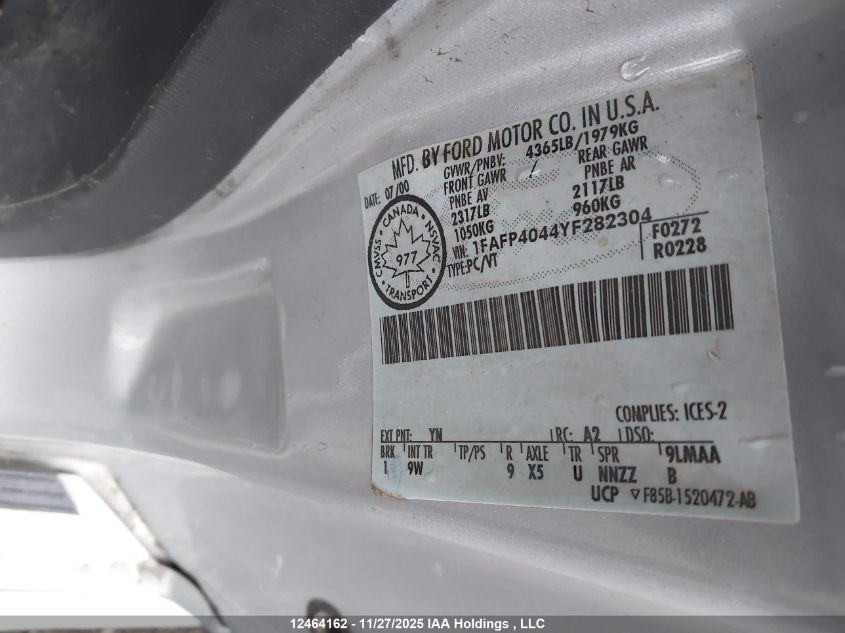 MFD. BY FORD MOTOR CO. IN U.S.A.
DATE: 07/00
GVWR/PNBV: 4365LB/1979KG
FRONT GAWR / REAR GAWR
PNBE AV PNBE AR
2317LB 2117LB
1050KG 960KG
VIN: 1FAFP4044YF282304
TYPE:PC/VT
F0272
R0228
CANADA
CMVSS NSVAC
977
TRANSPORT
COMPLIES: ICES-2
EXT PNT: YN RC: A2 DSO:
BRK INT TR TP/PS R AXLE TR SPR 9LMAA
1 9W 9 X5 U NNZZ B
UCP ▽ F85B-1520472-AB
12464162 - 11/27/2025 IAA Holdings , LLC